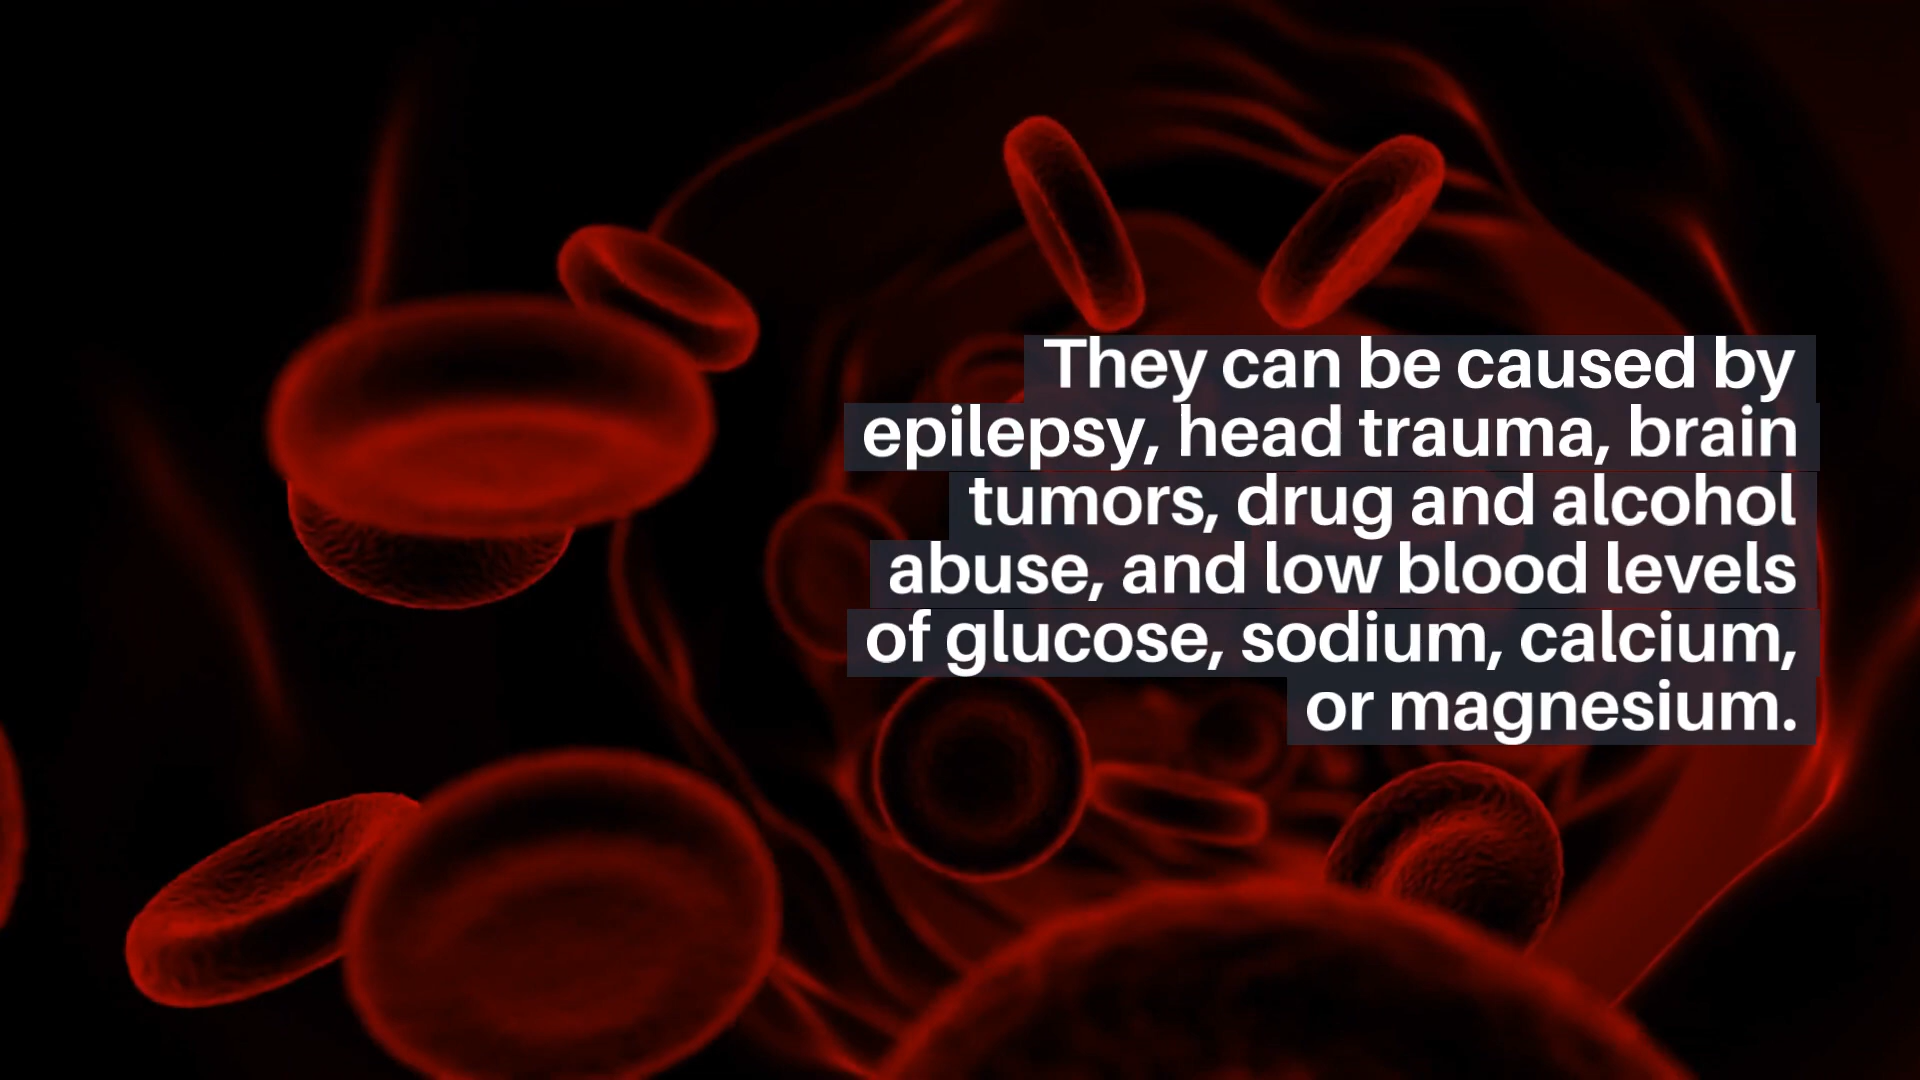 They can be caused by
epilepsy, head trauma, brain
tumors, drug and alcohol
abuse, and low blood levels
of glucose, sodium, calcium,
or magnesium.